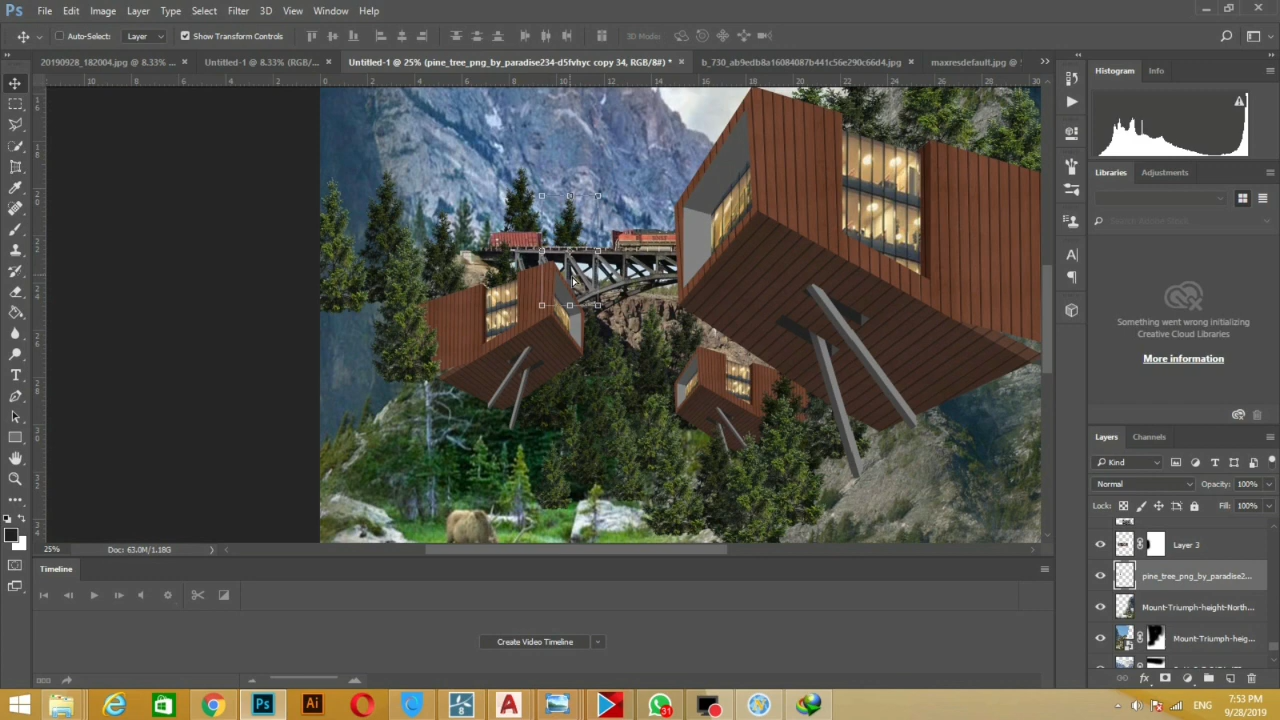 Ps File Edit Image Layer Type Select Filter 3D View Window Help
Auto-Select: Layer Show Transform Controls 3D Mode:
20190928_182004.jpg @ 8.33% ... × Untitled-1 @ 8.33% (RGB/... × Untitled-1 @ 25% (pine_tree_png_by_paradise234-d5fvhyc copy 34, RGB/8#) * × b_730_ab9edb8a16084087b441c56e290c66d4.jpg × maxresdefault.jpg @
Histogram Info
Libraries Adjustments
Something went wrong initializing
Creative Cloud Libraries
More information
Layers Channels
Kind
Normal Opacity: 100%
Lock: Fill: 100%
Layer 3
pine_tree_png_by_paradise2...
Mount-Triumph-height-North...
Mount-Triumph-heig...
25% Doc: 63.0M/1.18G
Timeline
Create Video Timeline
Ps Ai 8 A 31
ENG 7:53 PM
9/28/2019